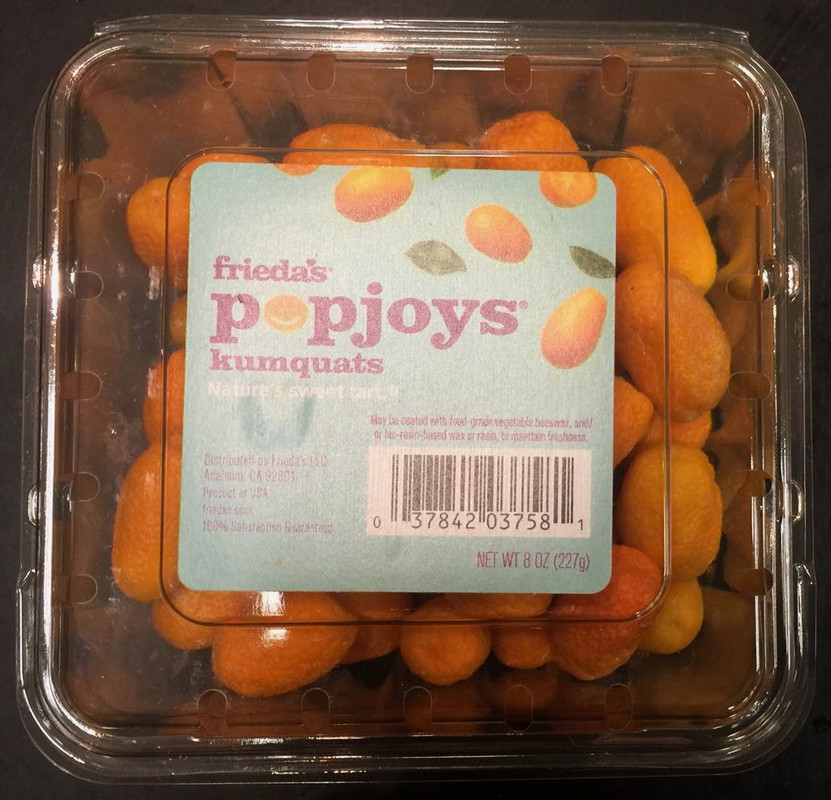 frieda's®
popjoys®
kumquats
Nature's sweet tart.®
May be coated with food-grade vegetable beeswax, and/
or lac-resin-based wax or resin, to maintain freshness.
Distributed by Frieda's LLC
Anaheim, CA 92801
Product of USA
friedas.com
100% Satisfaction Guaranteed
0 37842 03758 1
NET WT 8 OZ (227g)